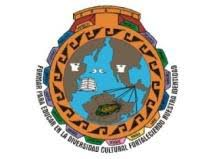 FORMAR PARA EDUCAR EN LA DIVERSIDAD CULTURAL FORTALECIENDO NUESTRA IDENTIDAD